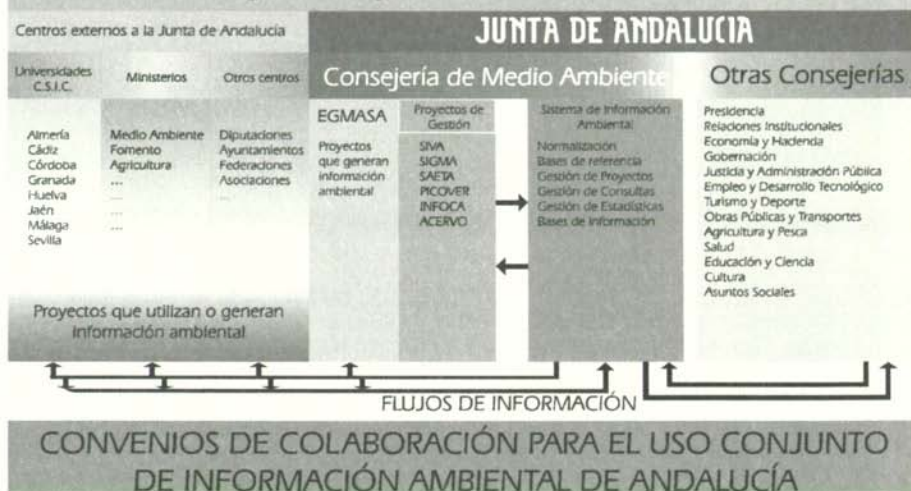 Centros externos a la Junta de Andalucía
JUNTA DE ANDALUCÍA
Universidades
C.S.I.C.
Ministerios
Otros centros
Consejería de Medio Ambiente
Otras Consejerías
Almería
Cádiz
Córdoba
Granada
Huelva
Jaén
Málaga
Sevilla
Medio Ambiente
Fomento
Agricultura
...
...
...
Diputaciones
Ayuntamientos
Federaciones
Asociaciones
...
EGMASA
Proyectos
que generan
información
ambiental
Proyectos de
Gestión
SIVA
SIGMA
SAETA
PICOVER
INFOCA
ACERVO
Sistema de Información
Ambiental
Normalización
Bases de referencia
Gestión de Proyectos
Gestión de Consultas
Gestión de Estadísticas
Bases de Información
Presidencia
Relaciones Institucionales
Economía y Hacienda
Gobernación
Justicia y Administración Pública
Empleo y Desarrollo Tecnológico
Turismo y Deporte
Obras Públicas y Transportes
Agricultura y Pesca
Salud
Educación y Ciencia
Cultura
Asuntos Sociales
Proyectos que utilizan o generan
información ambiental
FLUJOS DE INFORMACIÓN
CONVENIOS DE COLABORACIÓN PARA EL USO CONJUNTO
DE INFORMACIÓN AMBIENTAL DE ANDALUCÍA